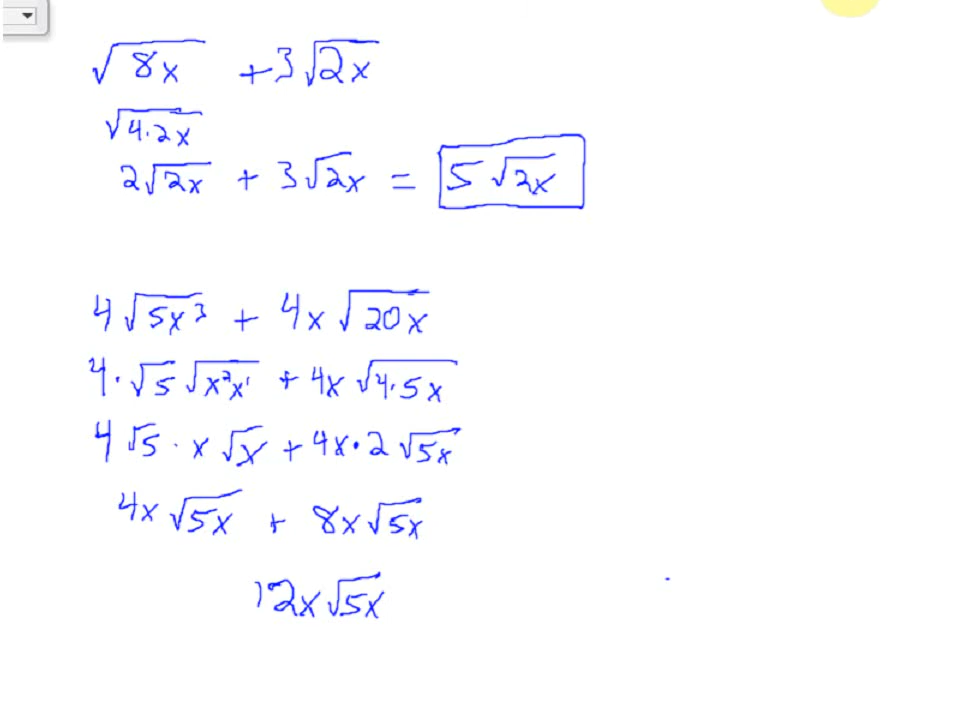 √8x + 3√2x
√4·2x
2√2x + 3√2x = 5√2x
4√5x³ + 4x√20x
4·√5√x²x¹ + 4x√4·5x
4√5·x√x + 4x·2√5x
4x√5x + 8x√5x
12x√5x